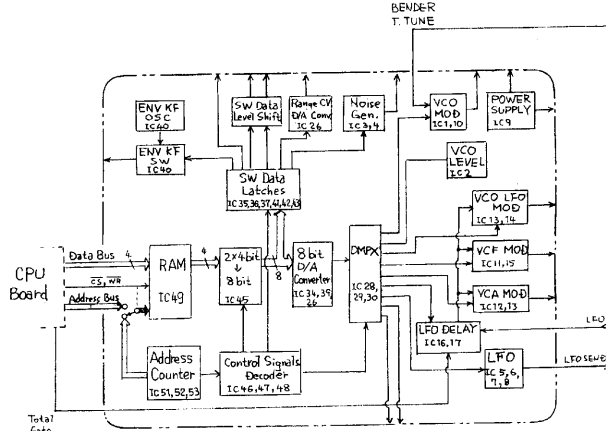 BENDER
T. TUNE
ENV KF
OSC
IC40
ENV KF
SW
IC40
SW Data
Level Shift
Range CV
D/A Conv.
IC26
Noise
Gen.
IC3,4
VCO
MOD
IC1,10
POWER
SUPPLY
IC9
SW Data
Latches
IC35,36,37,41,42,43
VCO
LEVEL
IC2
VCO LFO
MOD
IC13,14
CPU
Board
Data Bus
4
CS, WR
Address Bus
RAM
IC49
4
2×4bit
↓
8 bit
IC45
8
8 bit
D/A
Converter
IC34,39,
26
DMPX
IC28,
29,30
VCF MOD
IC11,15
VCA MOD
IC12,13
LFO DELAY
IC16,17
LFO
Address
Counter
IC51,52,53
Control Signals
Decoder
IC46,47,48
LFO
IC5,6,
7,8
LFO SEND
Total